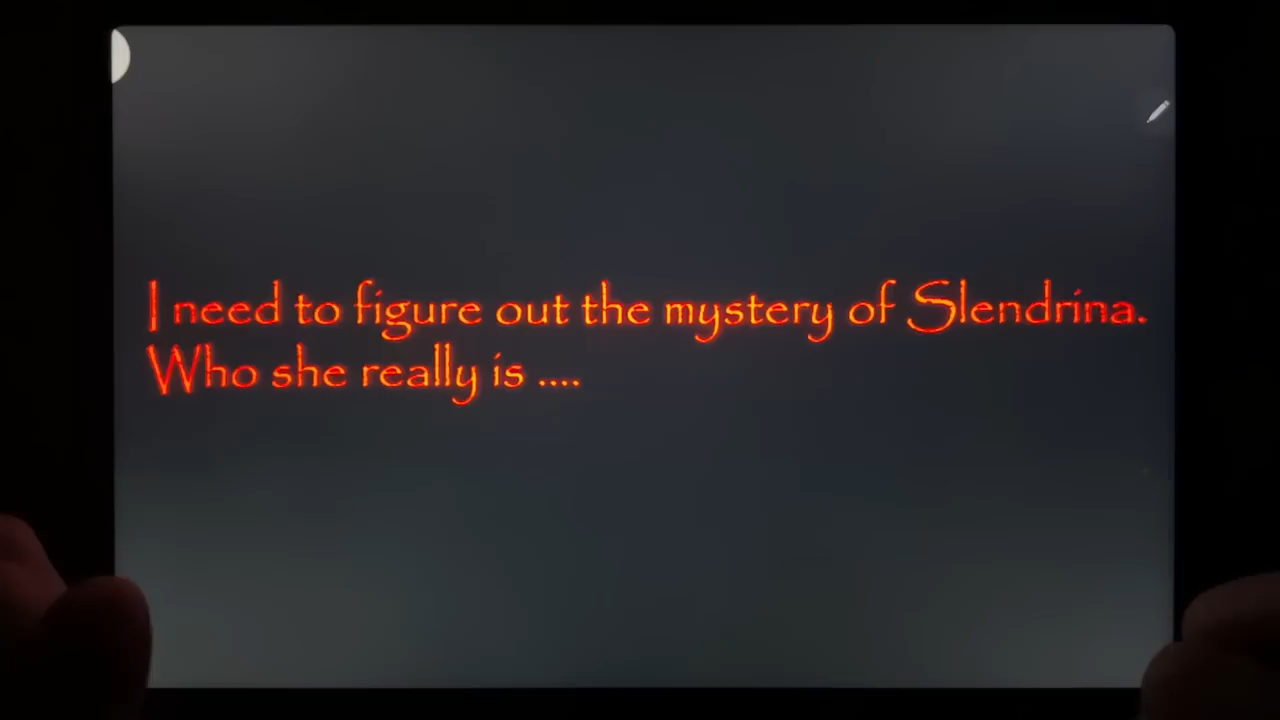 I need to figure out the mystery of Slendrina.
Who she really is ....